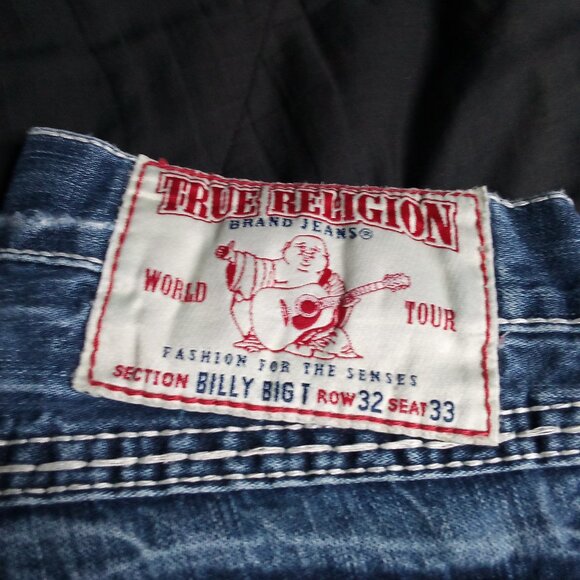 TRUE RELIGION
BRAND JEANS®
WORLD TOUR
FASHION FOR THE SENSES
SECTION BILLY BIG T ROW 32 SEAT 33